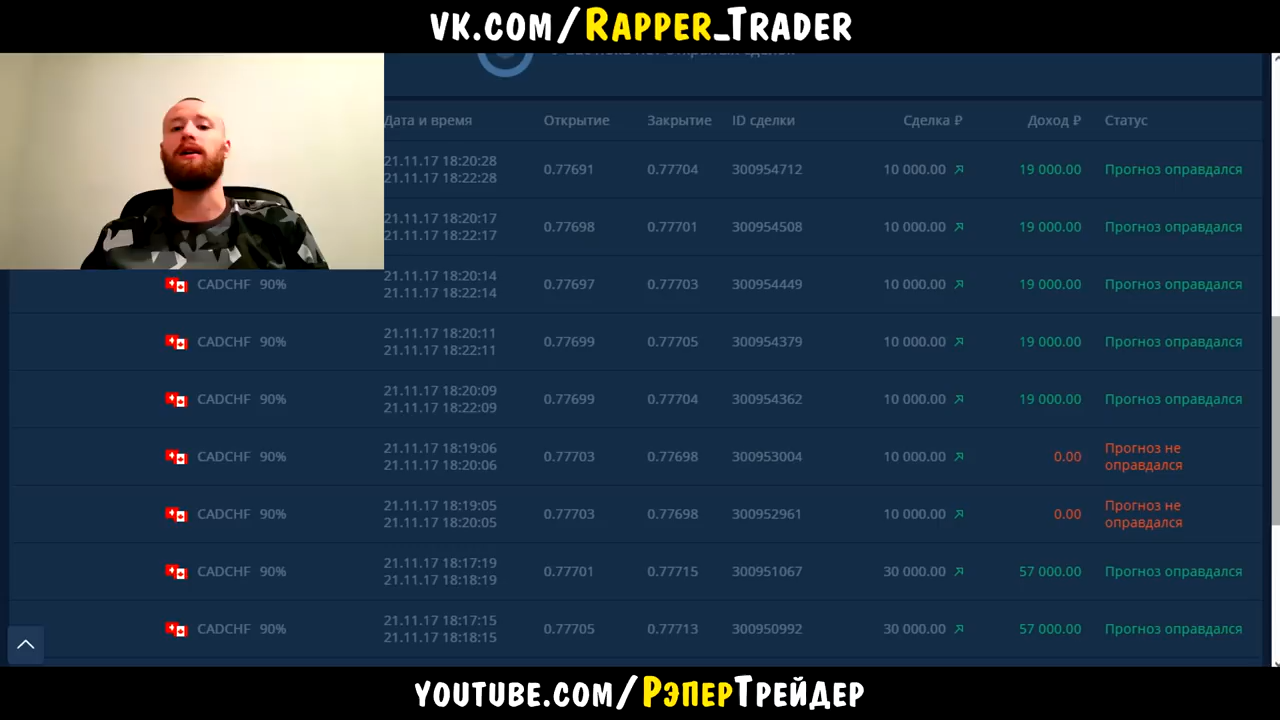 VK.COM/RAPPER_TRADER
Дата и время Открытие Закрытие ID сделки Сделка ₽ Доход ₽ Статус
21.11.17 18:20:28
21.11.17 18:22:28
0.77691 0.77704 300954712 10 000.00 19 000.00 Прогноз оправдался
21.11.17 18:20:17
21.11.17 18:22:17
0.77698 0.77701 300954508 10 000.00 19 000.00 Прогноз оправдался
CADCHF 90%
21.11.17 18:20:14
21.11.17 18:22:14
0.77697 0.77703 300954449 10 000.00 19 000.00 Прогноз оправдался
CADCHF 90%
21.11.17 18:20:11
21.11.17 18:22:11
0.77699 0.77705 300954379 10 000.00 19 000.00 Прогноз оправдался
CADCHF 90%
21.11.17 18:20:09
21.11.17 18:22:09
0.77699 0.77704 300954362 10 000.00 19 000.00 Прогноз оправдался
CADCHF 90%
21.11.17 18:19:06
21.11.17 18:20:06
0.77703 0.77698 300953004 10 000.00 0.00
Прогноз не
оправдался
CADCHF 90%
21.11.17 18:19:05
21.11.17 18:20:05
0.77703 0.77698 300952961 10 000.00 0.00
Прогноз не
оправдался
CADCHF 90%
21.11.17 18:17:19
21.11.17 18:18:19
0.77701 0.77715 300951067 30 000.00 57 000.00 Прогноз оправдался
CADCHF 90%
21.11.17 18:17:15
21.11.17 18:18:15
0.77705 0.77713 300950992 30 000.00 57 000.00 Прогноз оправдался
YOUTUBE.COM/РЭПЕРТРЕЙДЕР